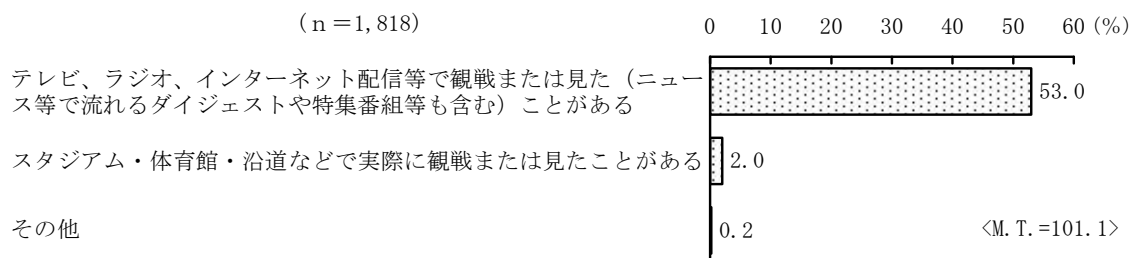 (n＝1,818)
0 10 20 30 40 50 60 (%)
テレビ、ラジオ、インターネット配信等で観戦または見た（ニュー
ス等で流れるダイジェストや特集番組等も含む）ことがある
53.0
スタジアム・体育館・沿道などで実際に観戦または見たことがある
2.0
その他
0.2
<M.T.=101.1>